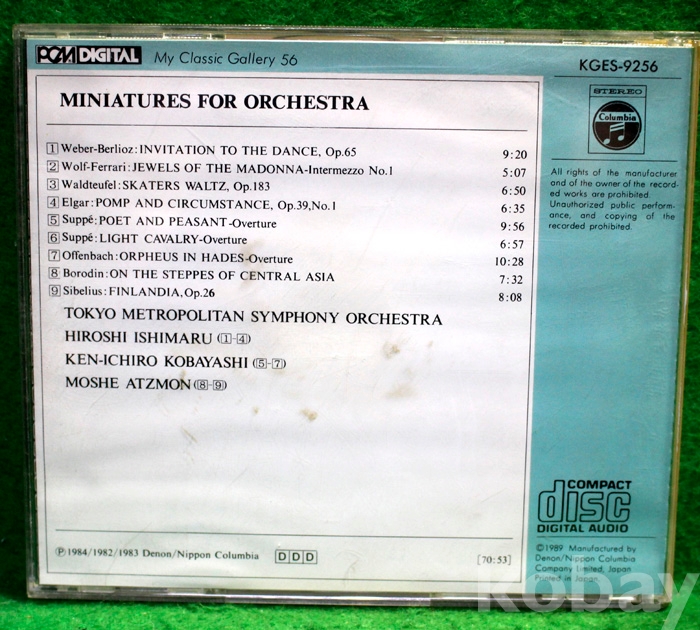 PCM DIGITAL My Classic Gallery 56
KGES-9256
MINIATURES FOR ORCHESTRA
1 Weber-Berlioz: INVITATION TO THE DANCE, Op.65 9:20
2 Wolf-Ferrari: JEWELS OF THE MADONNA-Intermezzo No.1 5:07
3 Waldteufel: SKATERS WALTZ, Op.183 6:50
4 Elgar: POMP AND CIRCUMSTANCE, Op.39, No.1 6:35
5 Suppé: POET AND PEASANT-Overture 9:56
6 Suppé: LIGHT CAVALRY-Overture 6:57
7 Offenbach: ORPHEUS IN HADES-Overture 10:28
8 Borodin: ON THE STEPPES OF CENTRAL ASIA 7:32
9 Sibelius: FINLANDIA, Op.26 8:08
TOKYO METROPOLITAN SYMPHONY ORCHESTRA
HIROSHI ISHIMARU (1-4)
KEN-ICHIRO KOBAYASHI (5-7)
MOSHE ATZMON (8-9)
℗ 1984/1982/1983 Denon/Nippon Columbia DDD [70:53]
STEREO
Columbia
All rights of the manufacturer
and of the owner of the record-
ed works are prohibited.
Unauthorized public perform-
ance, and copying of the
recorded prohibited.
COMPACT
disc
DIGITAL AUDIO
©1989 Manufactured by
Denon/Nippon Columbia
Company Limited, Japan
Printed in Japan.
kobay